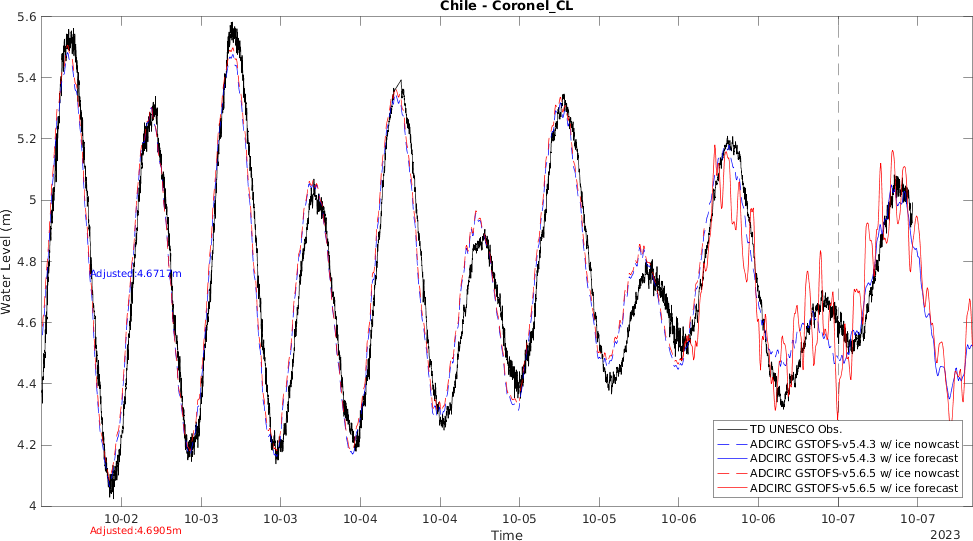 Chile - Coronel_CL
5.6
5.4
5.2
5
4.8
4.6
4.4
4.2
4
Water Level (m)
Adjusted:4.6717m
Adjusted:4.6905m
TD UNESCO Obs.
ADCIRC GSTOFS-v5.4.3 w/ ice nowcast
ADCIRC GSTOFS-v5.4.3 w/ ice forecast
ADCIRC GSTOFS-v5.6.5 w/ ice nowcast
ADCIRC GSTOFS-v5.6.5 w/ ice forecast
10-02 10-03 10-03 10-04 10-04 10-05 10-05 10-06 10-06 10-07 10-07
Time
2023